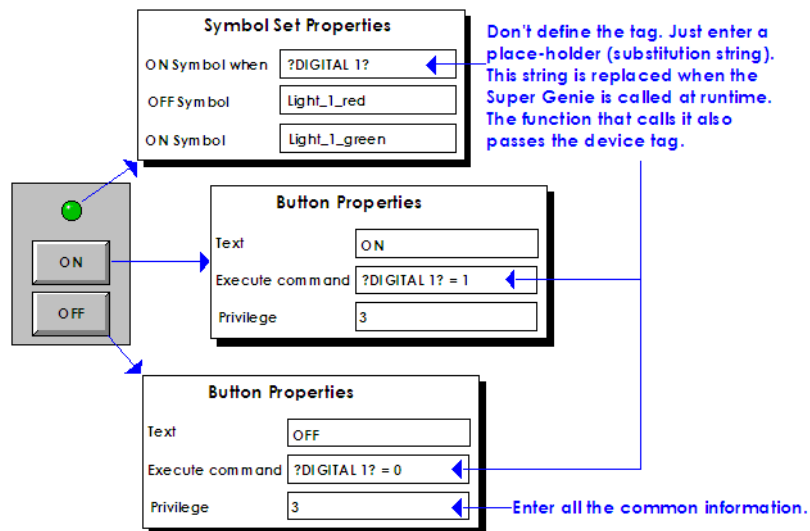 Symbol Set Properties
ON Symbol when ?DIGITAL 1?
OFF Symbol Light_1_red
ON Symbol Light_1_green
Don't define the tag. Just enter a
place-holder (substitution string).
This string is replaced when the
Super Genie is called at runtime.
The function that calls it also
passes the device tag.
ON
OFF
Button Properties
Text ON
Execute command ?DIGITAL 1? = 1
Privilege 3
Button Properties
Text OFF
Execute command ?DIGITAL 1? = 0
Privilege 3
Enter all the common information.